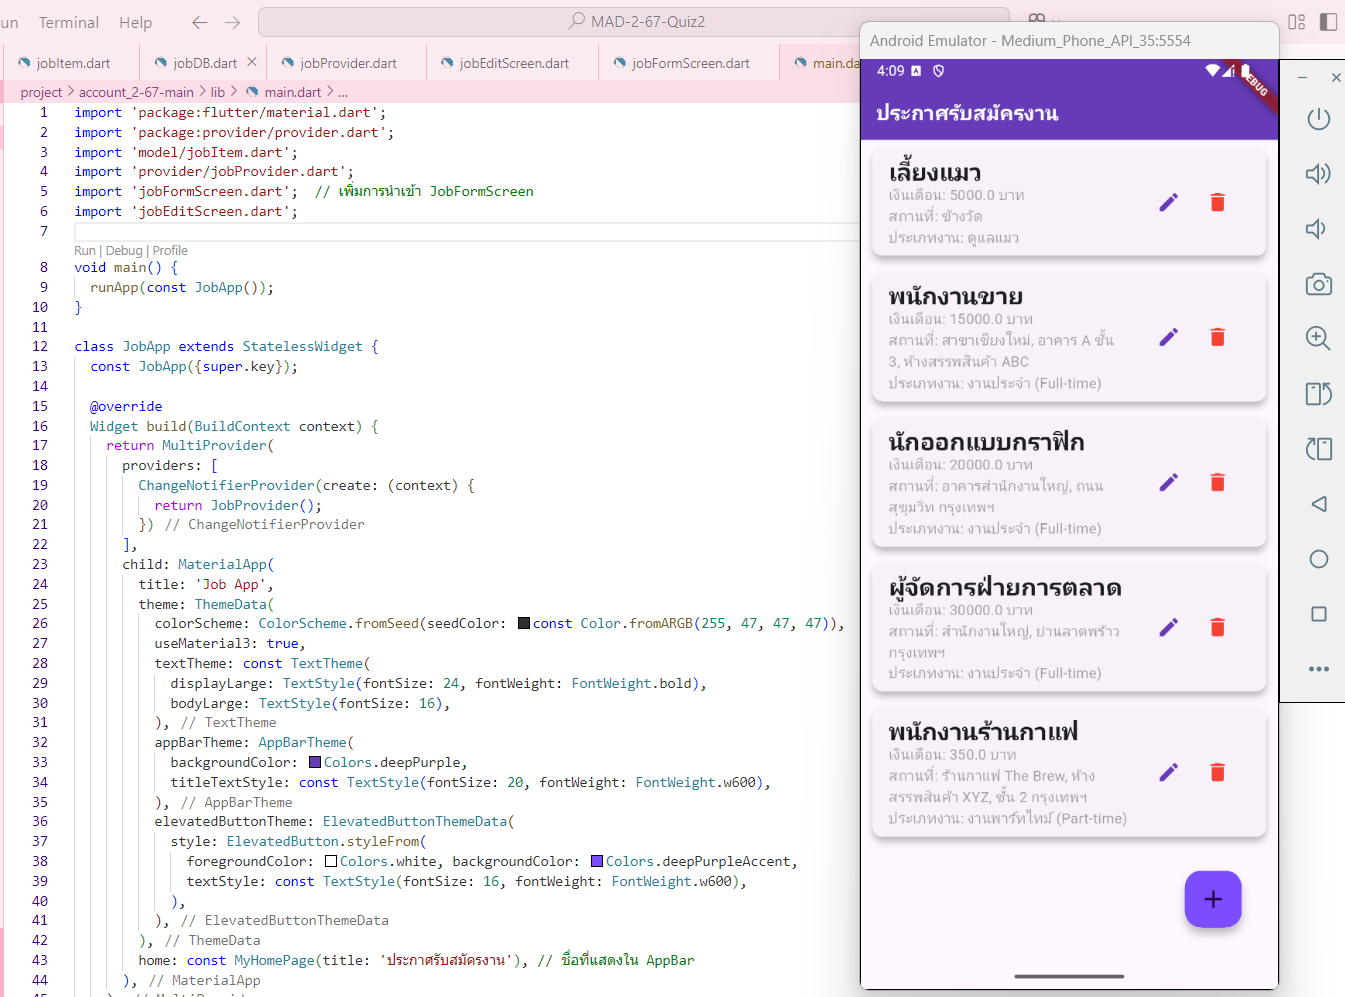 un Terminal Help MAD-2-67-Quiz2
jobItem.dart jobDB.dart jobProvider.dart jobEditScreen.dart jobFormScreen.dart main.da
project > account_2-67-main > lib > main.dart > ...
1 import 'package:flutter/material.dart';
2 import 'package:provider/provider.dart';
3 import 'model/jobItem.dart';
4 import 'provider/jobProvider.dart';
5 import 'jobFormScreen.dart'; // เพิ่มการนำเข้า JobFormScreen
6 import 'jobEditScreen.dart';
7
Run | Debug | Profile
8 void main() {
9 runApp(const JobApp());
10 }
11
12 class JobApp extends StatelessWidget {
13 const JobApp({super.key});
14
15 @override
16 Widget build(BuildContext context) {
17 return MultiProvider(
18 providers: [
19 ChangeNotifierProvider(create: (context) {
20 return JobProvider();
21 }) // ChangeNotifierProvider
22 ],
23 child: MaterialApp(
24 title: 'Job App',
25 theme: ThemeData(
26 colorScheme: ColorScheme.fromSeed(seedColor: const Color.fromARGB(255, 47, 47, 47)),
27 useMaterial3: true,
28 textTheme: const TextTheme(
29 displayLarge: TextStyle(fontSize: 24, fontWeight: FontWeight.bold),
30 bodyLarge: TextStyle(fontSize: 16),
31 ), // TextTheme
32 appBarTheme: AppBarTheme(
33 backgroundColor: Colors.deepPurple,
34 titleTextStyle: const TextStyle(fontSize: 20, fontWeight: FontWeight.w600),
35 ), // AppBarTheme
36 elevatedButtonTheme: ElevatedButtonThemeData(
37 style: ElevatedButton.styleFrom(
38 foregroundColor: Colors.white, backgroundColor: Colors.deepPurpleAccent,
39 textStyle: const TextStyle(fontSize: 16, fontWeight: FontWeight.w600),
40 ),
41 ), // ElevatedButtonThemeData
42 ), // ThemeData
43 home: const MyHomePage(title: 'ประกาศรับสมัครงาน'), // ชื่อที่แสดงใน AppBar
44 ), // MaterialApp
Android Emulator - Medium_Phone_API_35:5554
4:09
DEBUG
ประกาศรับสมัครงาน
เลี้ยงแมว
เงินเดือน: 5000.0 บาท
สถานที่: ข้างวัด
ประเภทงาน: ดูแลแมว
พนักงานขาย
เงินเดือน: 15000.0 บาท
สถานที่: สาขาเชียงใหม่, อาคาร A ชั้น
3, ห้างสรรพสินค้า ABC
ประเภทงาน: งานประจำ (Full-time)
นักออกแบบกราฟิก
เงินเดือน: 20000.0 บาท
สถานที่: อาคารสำนักงานใหญ่, ถนน
สุขุมวิท กรุงเทพฯ
ประเภทงาน: งานประจำ (Full-time)
ผู้จัดการฝ่ายการตลาด
เงินเดือน: 30000.0 บาท
สถานที่: สำนักงานใหญ่, ย่านลาดพร้าว
กรุงเทพฯ
ประเภทงาน: งานประจำ (Full-time)
พนักงานร้านกาแฟ
เงินเดือน: 350.0 บาท
สถานที่: ร้านกาแฟ The Brew, ห้าง
สรรพสินค้า XYZ, ชั้น 2 กรุงเทพฯ
ประเภทงาน: งานพาร์ทไทม์ (Part-time)